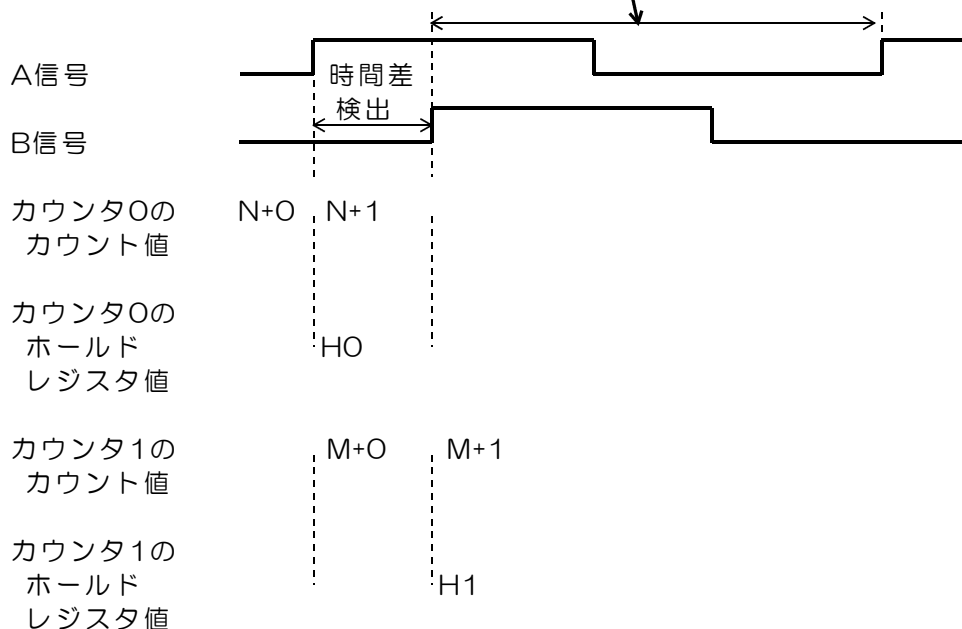 A信号
時間差
検出
B信号
カウンタ0の
カウント値
N+0
N+1
カウンタ0の
ホールド
レジスタ値
H0
カウンタ1の
カウント値
M+0
M+1
カウンタ1の
ホールド
レジスタ値
H1